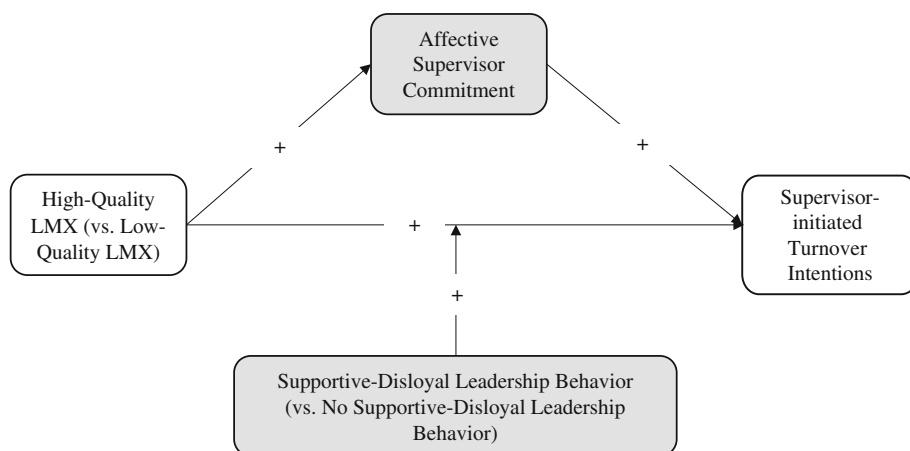 Affective
Supervisor
Commitment
+
+
High-Quality
LMX (vs. Low-
Quality LMX)
+
Supervisor-
initiated
Turnover
Intentions
+
Supportive-Disloyal Leadership Behavior
(vs. No Supportive-Disloyal Leadership
Behavior)